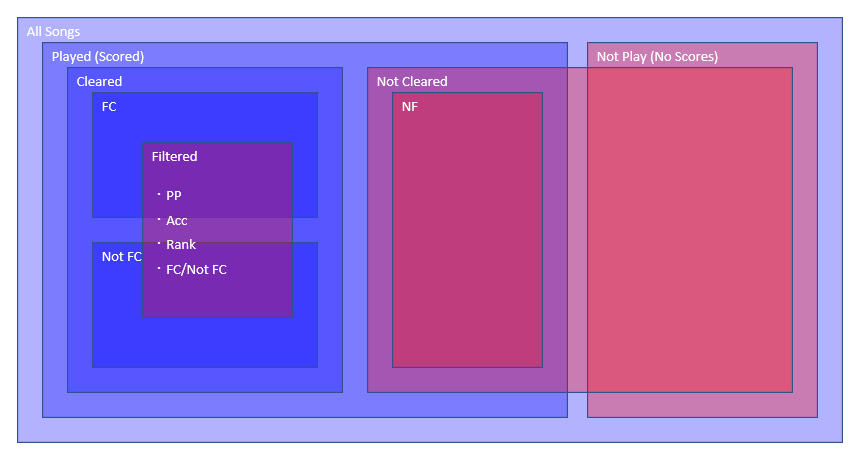 All Songs
Played (Scored)
Not Play (No Scores)
Cleared
Not Cleared
FC
NF
Filtered
・PP
・Acc
・Rank
Not FC
・FC/Not FC